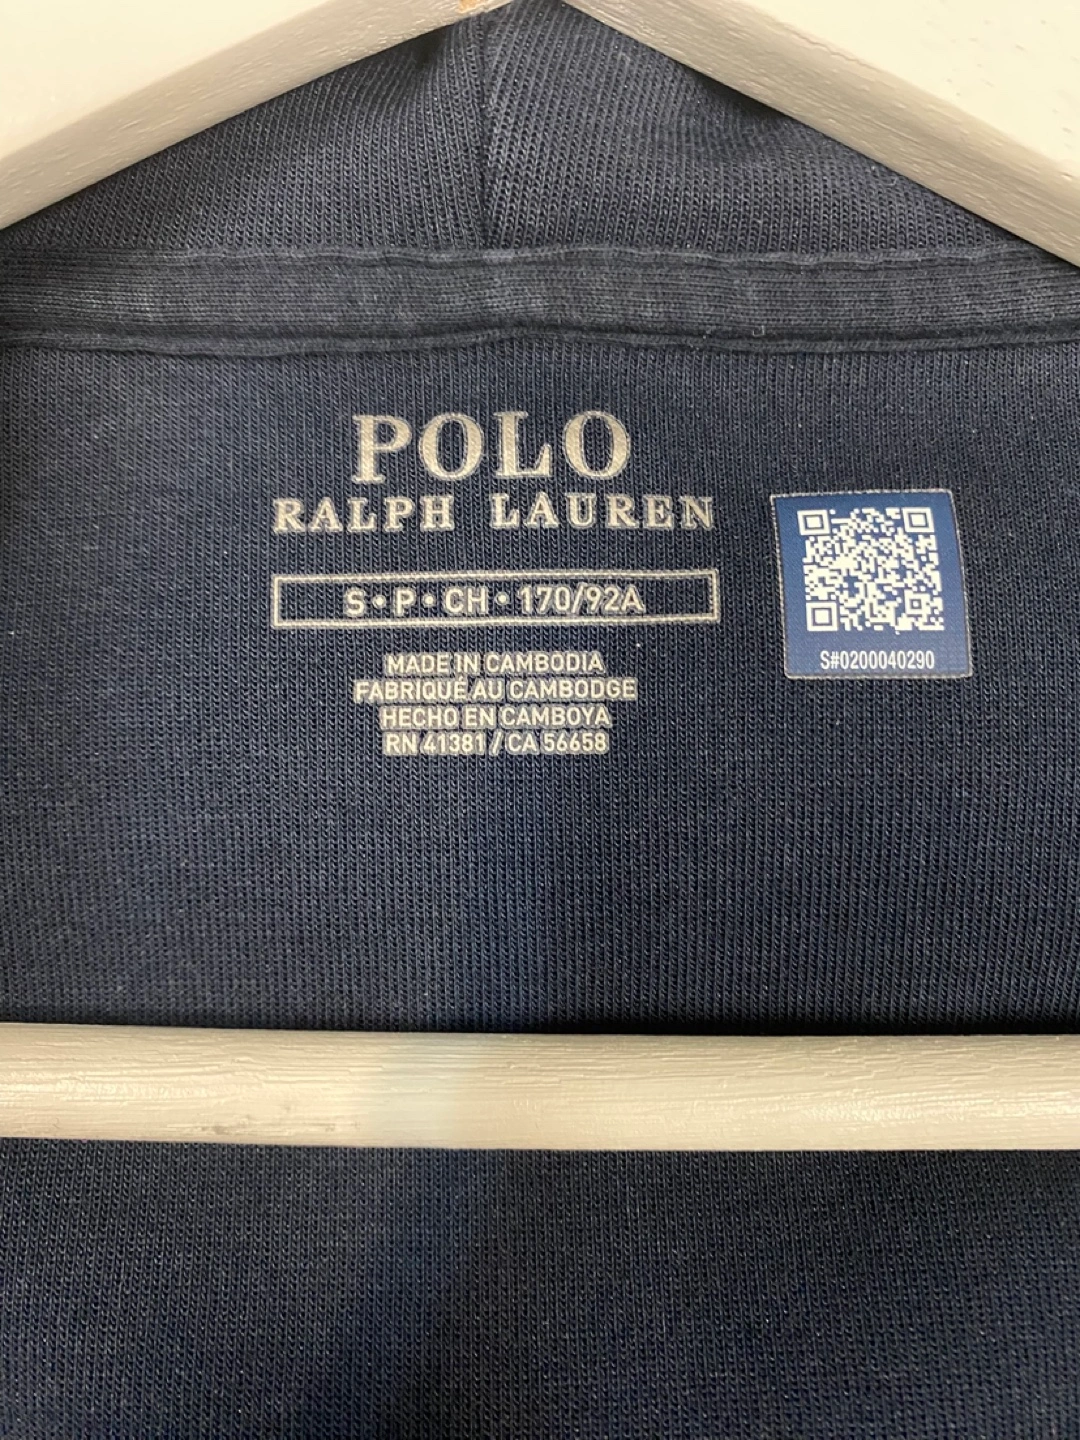 POLO
RALPH LAUREN
S • P • CH • 170/92A
MADE IN CAMBODIA
FABRIQUÉ AU CAMBODGE
HECHO EN CAMBOYA
RN 41381 / CA 56658
S#0200040290